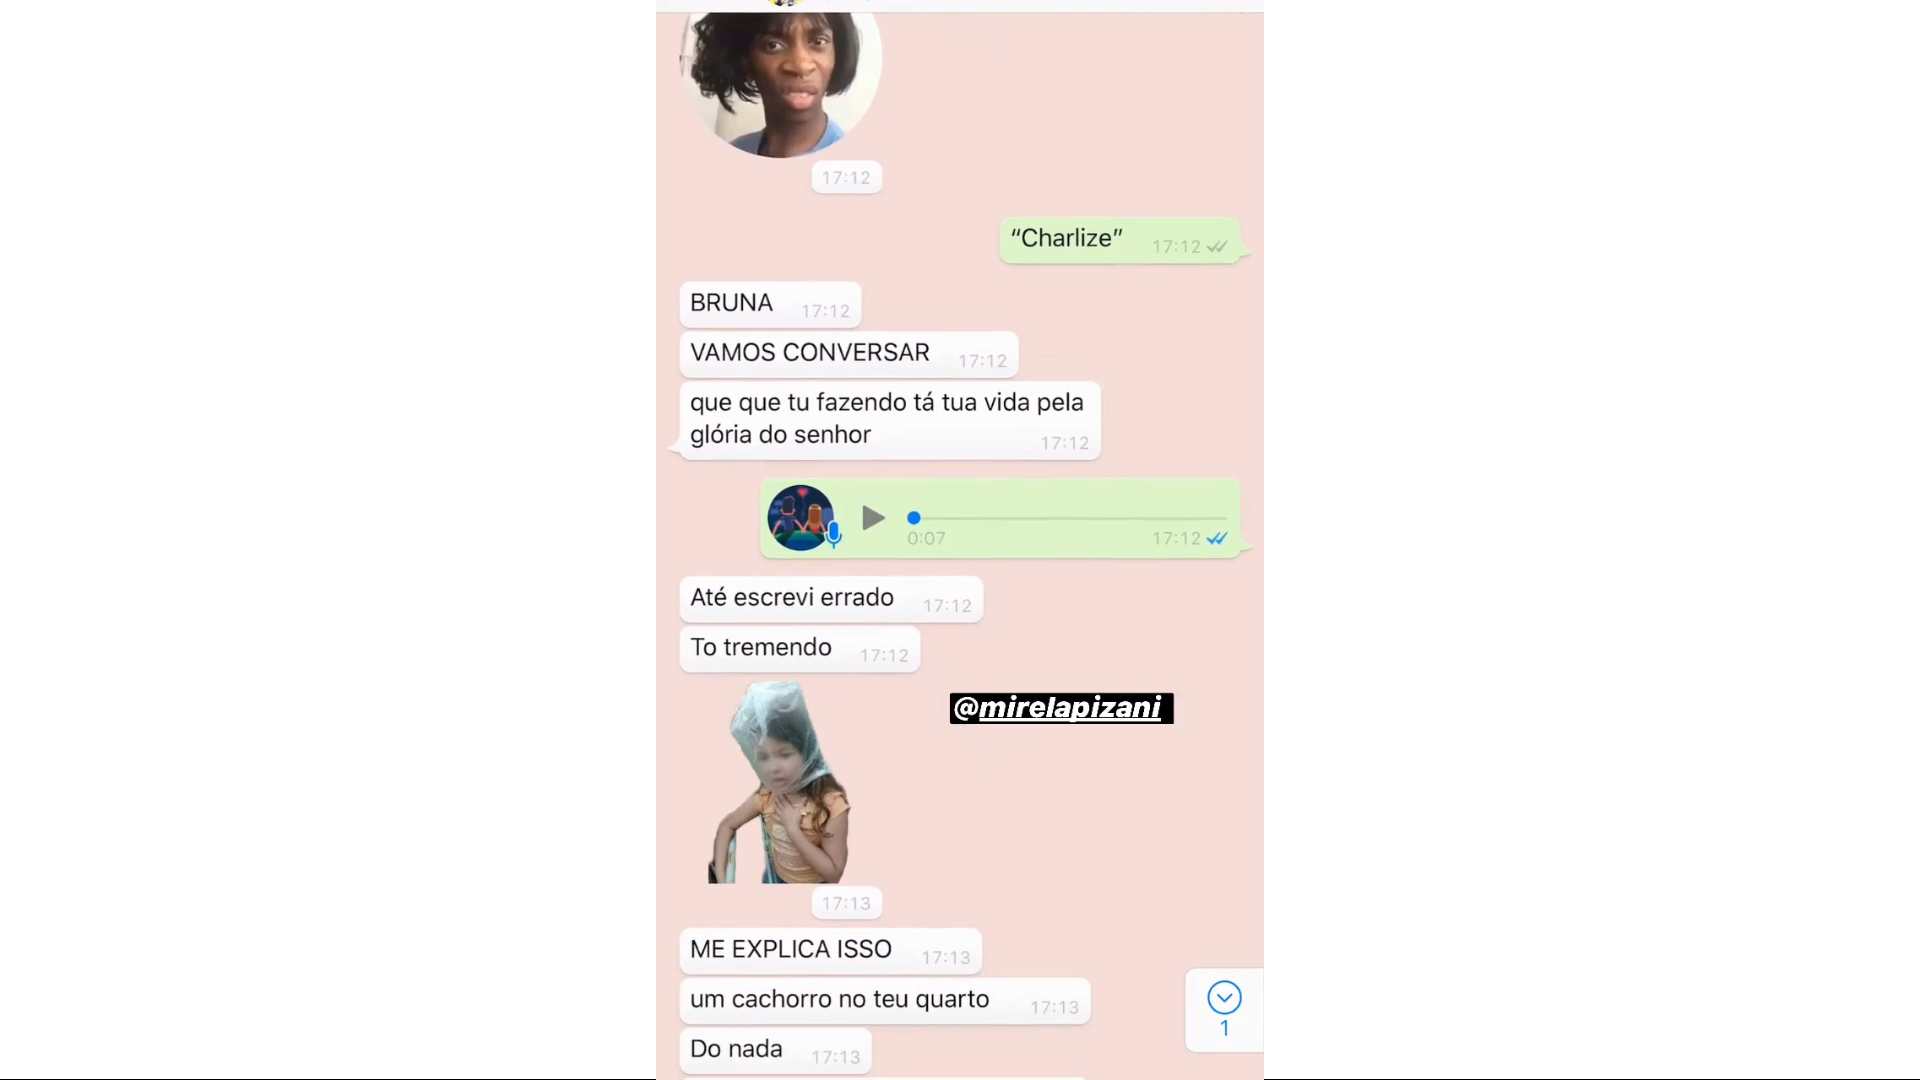 17:12
“Charlize” 17:12
BRUNA 17:12
VAMOS CONVERSAR 17:12
que que tu fazendo tá tua vida pela
glória do senhor 17:12
0:07 17:12
Até escrevi errado 17:12
To tremendo 17:12
@mirelapizani
17:13
ME EXPLICA ISSO 17:13
um cachorro no teu quarto 17:13
1
Do nada 17:13